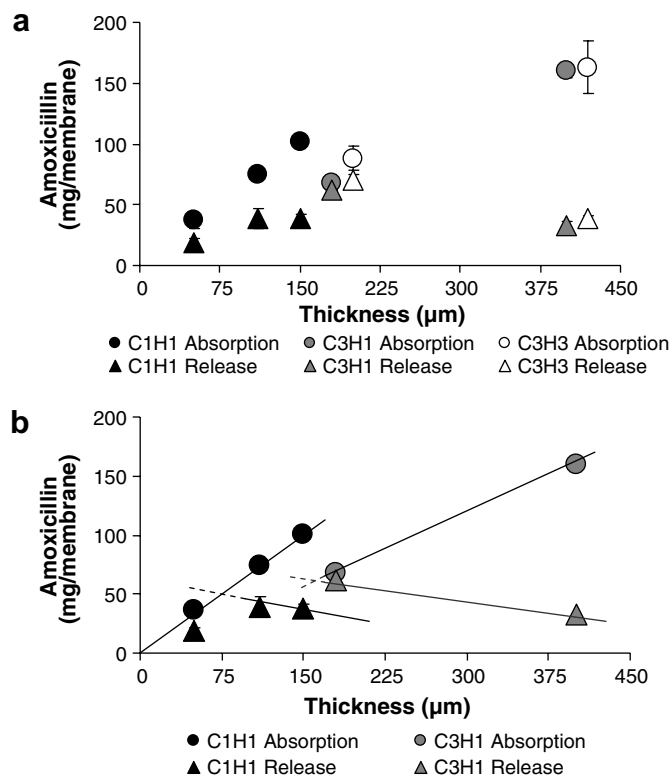 a
200
150
100
50
0
Amoxiciillin
(mg/membrane)
0 75 150 225 300 375 450
Thickness (µm)
C1H1 Absorption C3H1 Absorption C3H3 Absorption
C1H1 Release C3H1 Release C3H3 Release
b
200
150
100
50
0
Amoxicillin
(mg/membrane)
0 75 150 225 300 375 450
Thickness (µm)
C1H1 Absorption C3H1 Absorption
C1H1 Release C3H1 Release